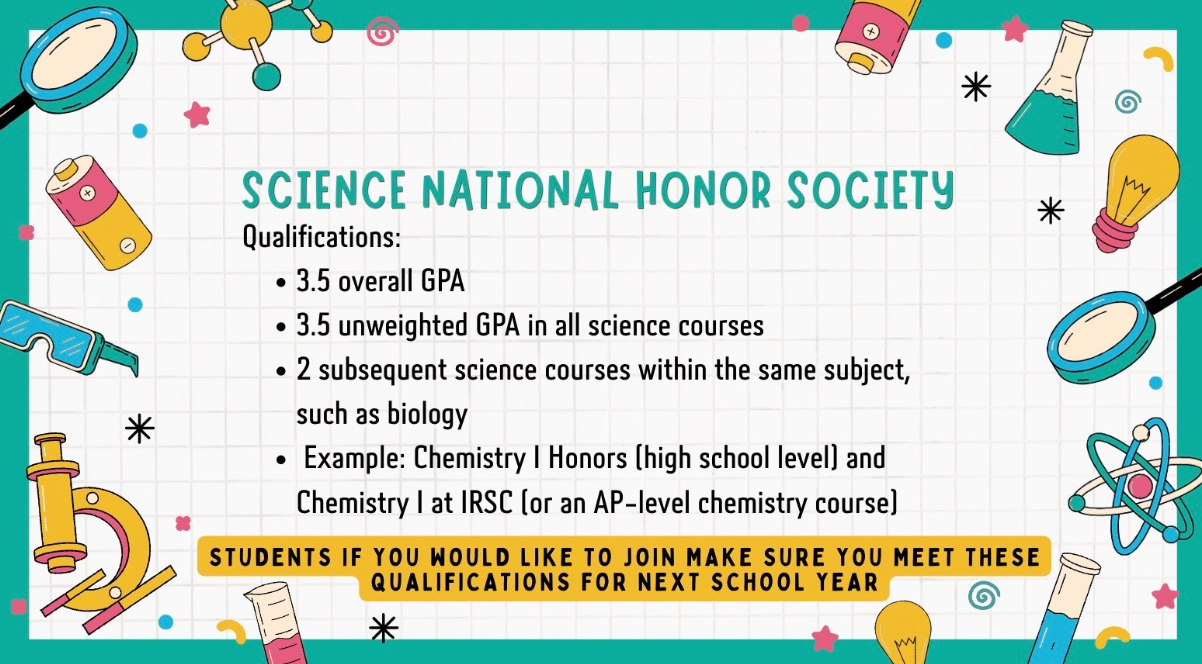 SCIENCE NATIONAL HONOR SOCIETY
Qualifications:
• 3.5 overall GPA
• 3.5 unweighted GPA in all science courses
• 2 subsequent science courses within the same subject,
such as biology
• Example: Chemistry I Honors (high school level) and
Chemistry I at IRSC (or an AP-level chemistry course)
STUDENTS IF YOU WOULD LIKE TO JOIN MAKE SURE YOU MEET THESE
QUALIFICATIONS FOR NEXT SCHOOL YEAR